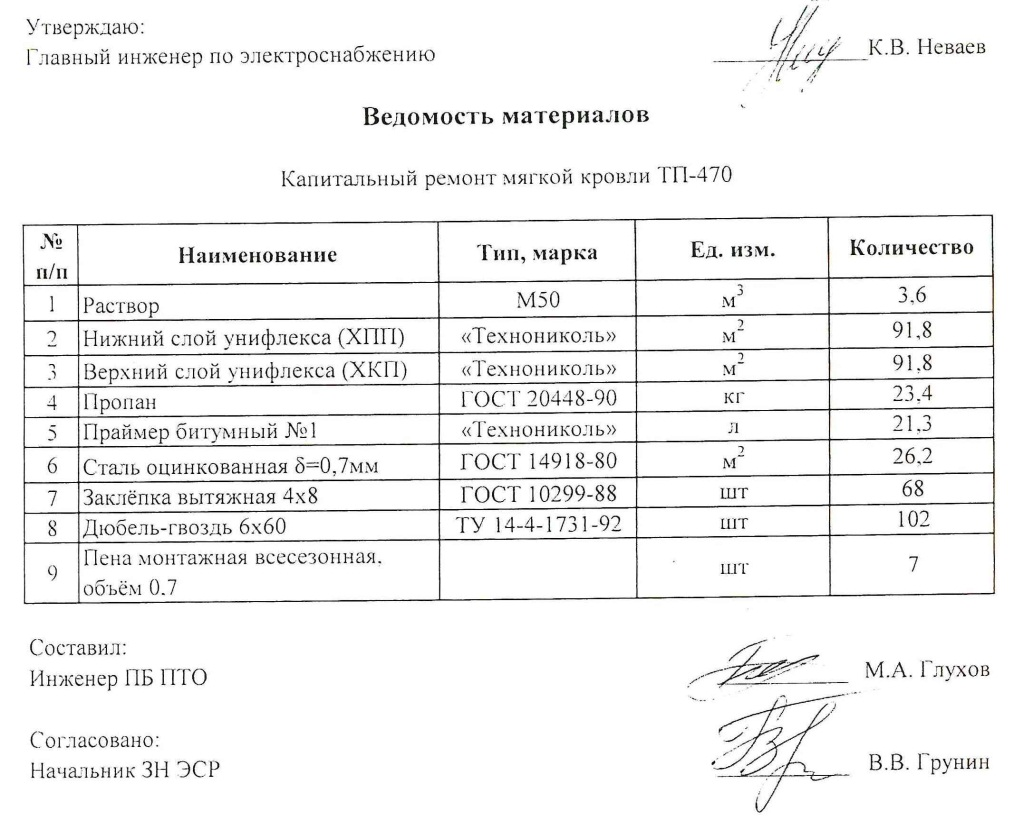 Утверждаю:
Главный инженер по электроснабжению
К.В. Неваев
Ведомость материалов
Капитальный ремонт мягкой кровли ТП-470
№ п/п Наименование Тип, марка Ед. изм. Количество
1 Раствор М50 м³ 3,6
2 Нижний слой унифлекса (ХПП) «Технониколь» м² 91,8
3 Верхний слой унифлекса (ХКП) «Технониколь» м² 91,8
4 Пропан ГОСТ 20448-90 кг 23,4
5 Праймер битумный №1 «Технониколь» л 21,3
6 Сталь оцинкованная δ=0,7мм ГОСТ 14918-80 м² 26,2
7 Заклёпка вытяжная 4х8 ГОСТ 10299-88 шт 68
8 Дюбель-гвоздь 6х60 ТУ 14-4-1731-92 шт 102
9 Пена монтажная всесезонная, объём 0,7 шт 7
Составил:
Инженер ПБ ПТО
М.А. Глухов
Согласовано:
Начальник ЗН ЭСР
В.В. Грунин